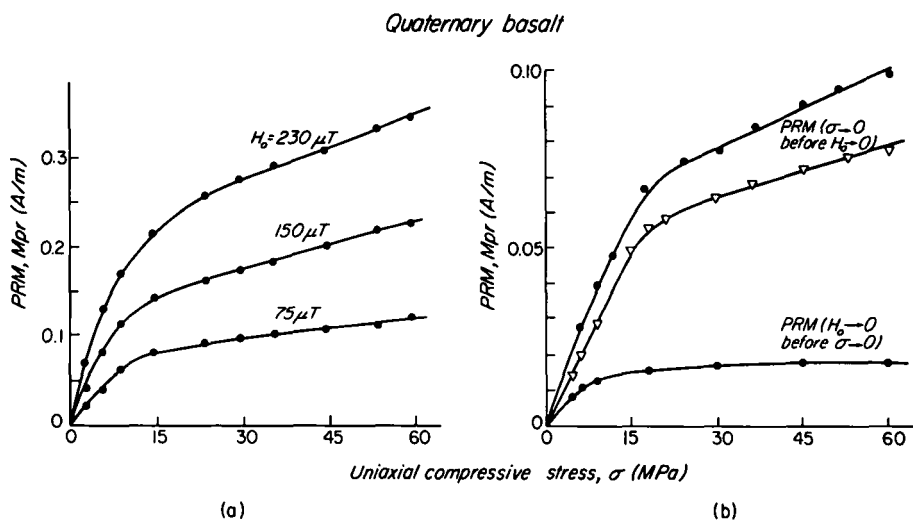 Quaternary basalt
PRM, Mpr (A/m)
0.3
0.2
0.1
0
H₀=230 μT
150 μT
75 μT
0 15 30 45 60
(a)
PRM, Mpr (A/m)
0.10
0.05
0
PRM (σ→0
before H₀→0)
PRM (H₀→0
before σ→0)
0 15 30 45 60
(b)
Uniaxial compressive stress, σ (MPa)